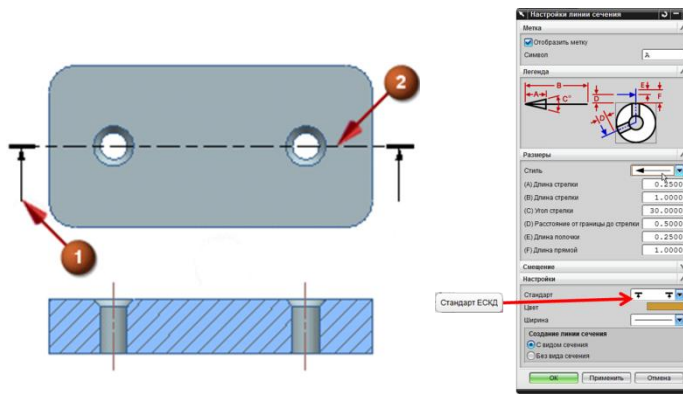 1
2
Стандарт ЕСКД
Настройки линии сечения
Метка
Отобразить метку
Символ A
Легенда
B
E
A
C°
D
F
D
Размеры
Стиль
(A) Длина стрелки 0.2500
(B) Длина стрелки 1.0000
(C) Угол стрелки 30.0000
(D) Расстояние от границы до стрелки 0.5000
(E) Длина полочки 0.2500
(F) Длина прямой 1.0000
Смещение
Настройки
Стандарт
Цвет
Ширина
Создание линии сечения
С видом сечения
Без вида сечения
OK Применить Отмена